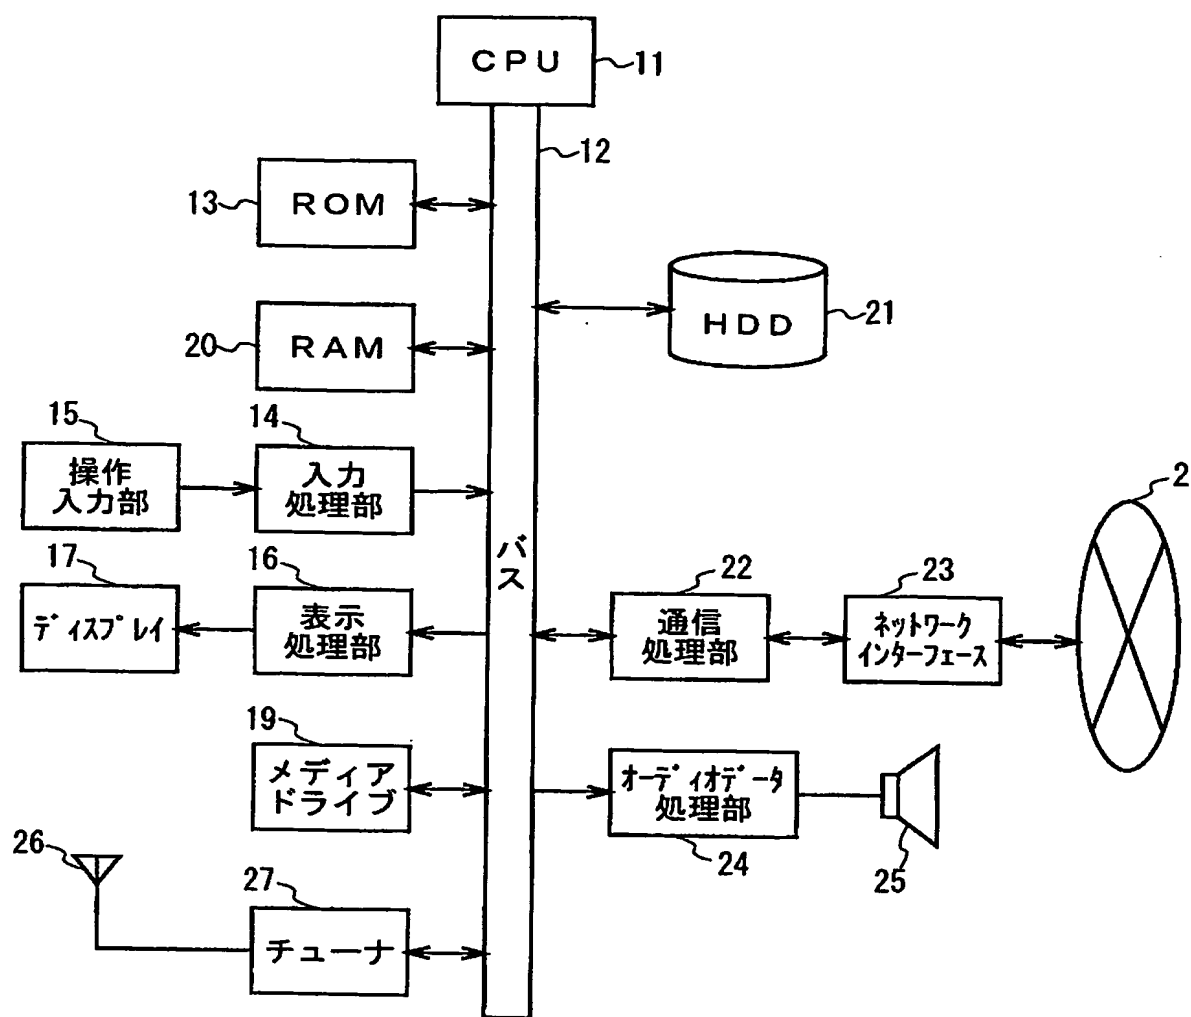 CPU
11
12
13
ROM
20
RAM
HDD
21
15
操作
入力部
14
入力
処理部
バス
17
ディスプレイ
16
表示
処理部
22
通信
処理部
23
ネットワーク
インターフェース
2
19
メディア
ドライブ
オーディオデータ
処理部
24
25
26
27
チューナ